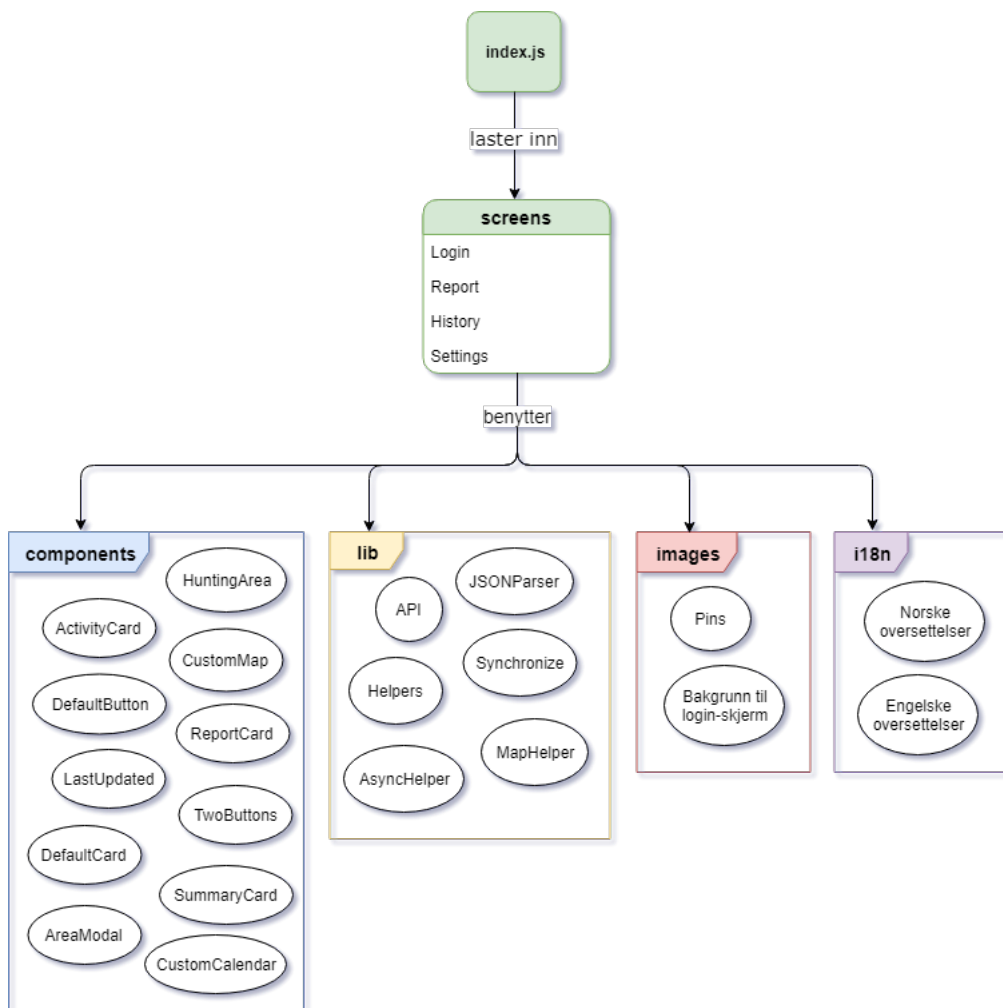 index.js
laster inn
screens
Login
Report
History
Settings
benytter
components
HuntingArea
ActivityCard
CustomMap
DefaultButton
ReportCard
LastUpdated
TwoButtons
DefaultCard
SummaryCard
AreaModal
CustomCalendar
lib
JSONParser
API
Synchronize
Helpers
MapHelper
AsyncHelper
images
Pins
Bakgrunn til
login-skjerm
i18n
Norske
oversettelser
Engelske
oversettelser